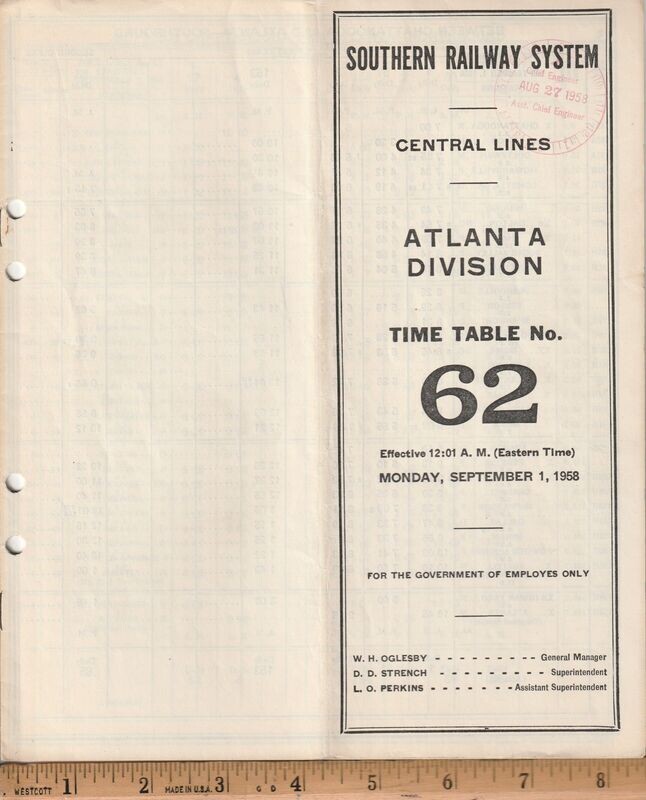 SOUTHERN RAILWAY SYSTEM
Chief Engineer
AUG 27 1958
Asst. Chief Engineer
CENTRAL LINES
ATLANTA
DIVISION
TIME TABLE No.
62
Effective 12:01 A. M. (Eastern Time)
MONDAY, SEPTEMBER 1, 1958
FOR THE GOVERNMENT OF EMPLOYES ONLY
W. H. OGLESBY - - - - - - - - - General Manager
D. D. STRENCH - - - - - - - - - - Superintendent
L. O. PERKINS - - - - - - - Assistant Superintendent
WESTCOTT 1 2 MADE IN U.S.A. 3 4 5 6 7 8